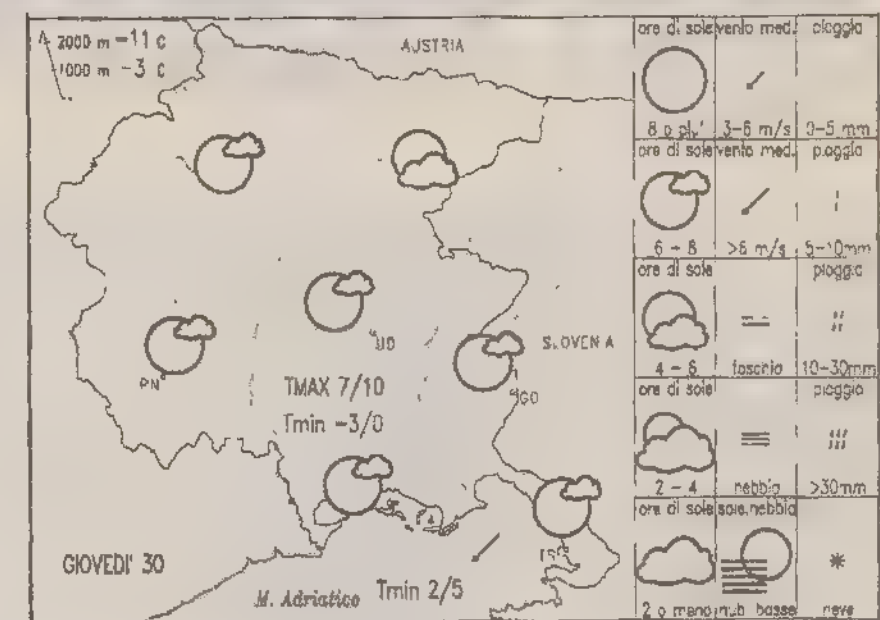 2000 m -11 c
1000 m -3 c
AUSTRIA
UD
SLOVENIA
PN
GO
TMAX 7/10
Tmin -3/0
TS
GIOVEDI' 30
M. Adriatico
Tmin 2/5
ore di sole vento med. pioggia
8 o piu' 3-6 m/s 0-5 mm
ore di sole vento med. pioggia
6 - 8 >6 m/s 5-10mm
ore di sole pioggia
4 - 6 foschia 10-30mm
ore di sole pioggia
2 - 4 nebbia >30mm
ore di sole sole, nebbia
2 o meno nub. basse neve